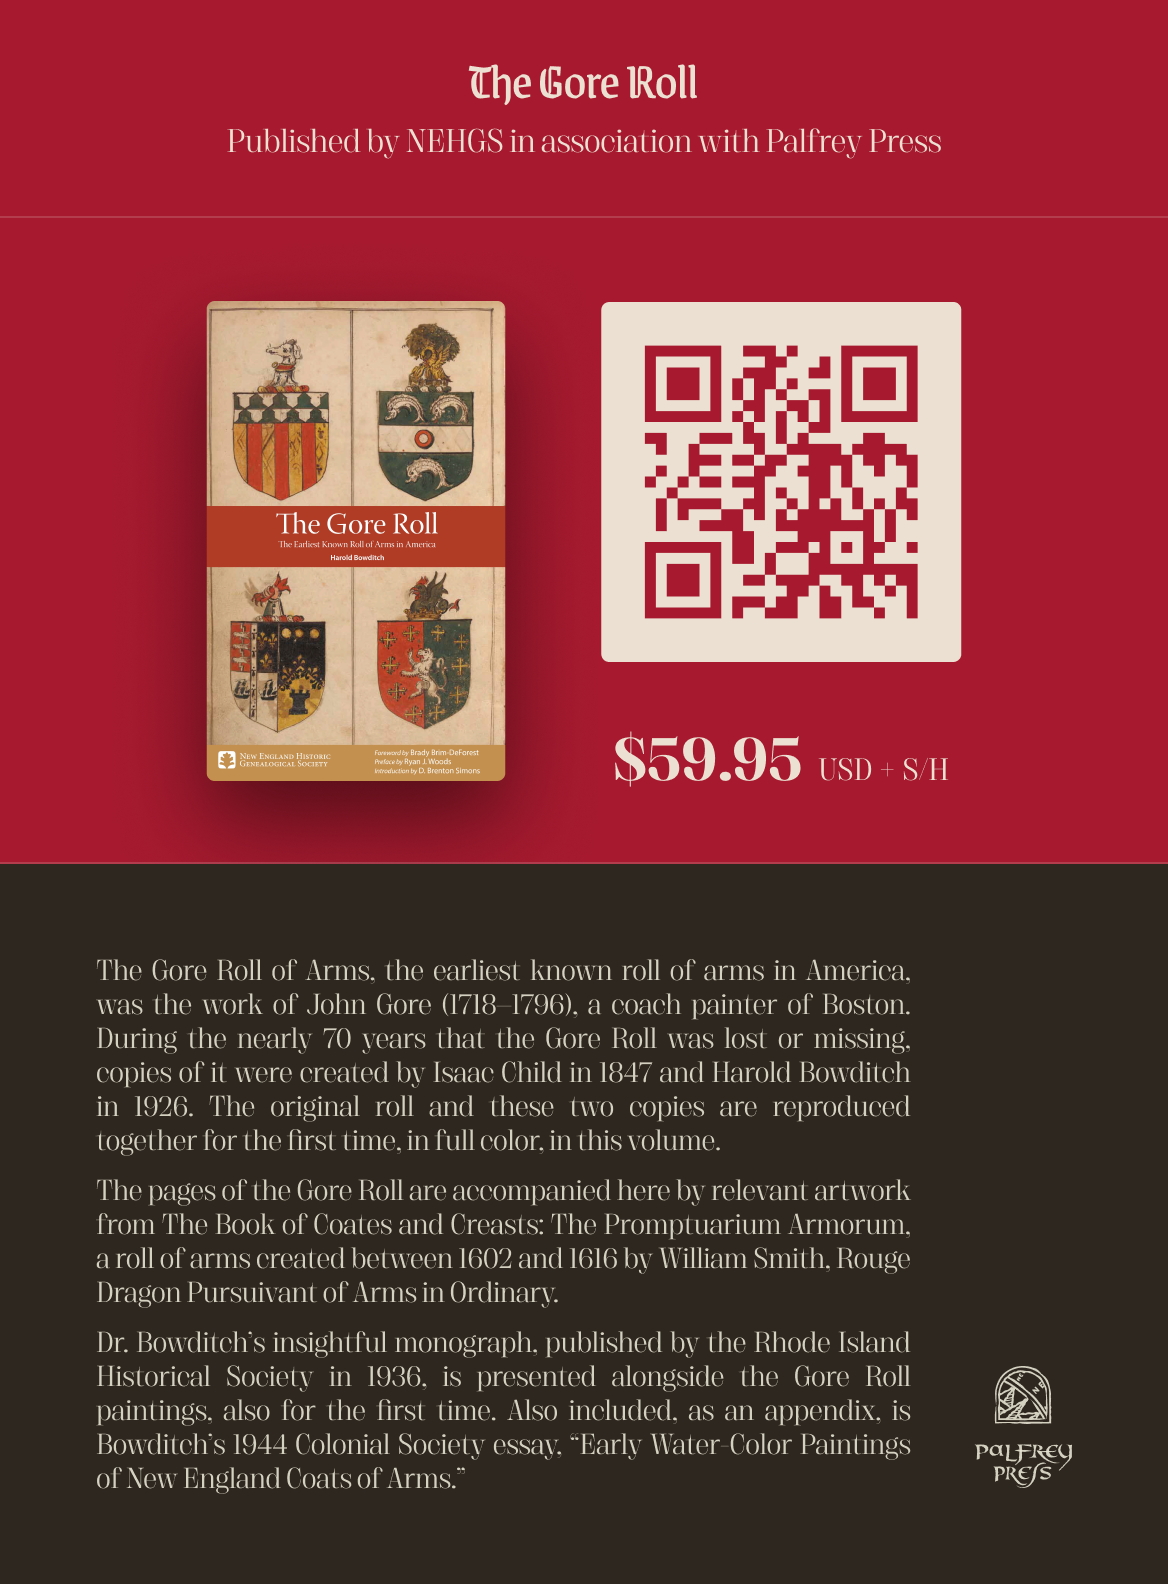 The Gore Roll
Published by NEHGS in association with Palfrey Press
The Gore Roll
The Earliest Known Roll of Arms in America
Harold Bowditch
New England Historic
Genealogical Society
Foreword by Brady Brim-DeForest
Preface by Ryan J. Woods
Introduction by D. Brenton Simons
$59.95 USD + S/H
The Gore Roll of Arms, the earliest known roll of arms in America,
was the work of John Gore (1718–1796), a coach painter of Boston.
During the nearly 70 years that the Gore Roll was lost or missing,
copies of it were created by Isaac Child in 1847 and Harold Bowditch
in 1926. The original roll and these two copies are reproduced
together for the first time, in full color, in this volume.
The pages of the Gore Roll are accompanied here by relevant artwork
from The Book of Coates and Creasts: The Promptuarium Armorum,
a roll of arms created between 1602 and 1616 by William Smith, Rouge
Dragon Pursuivant of Arms in Ordinary.
Dr. Bowditch’s insightful monograph, published by the Rhode Island
Historical Society in 1936, is presented alongside the Gore Roll
paintings, also for the first time. Also included, as an appendix, is
Bowditch’s 1944 Colonial Society essay, “Early Water-Color Paintings
of New England Coats of Arms.”
PALFREY
PRESS